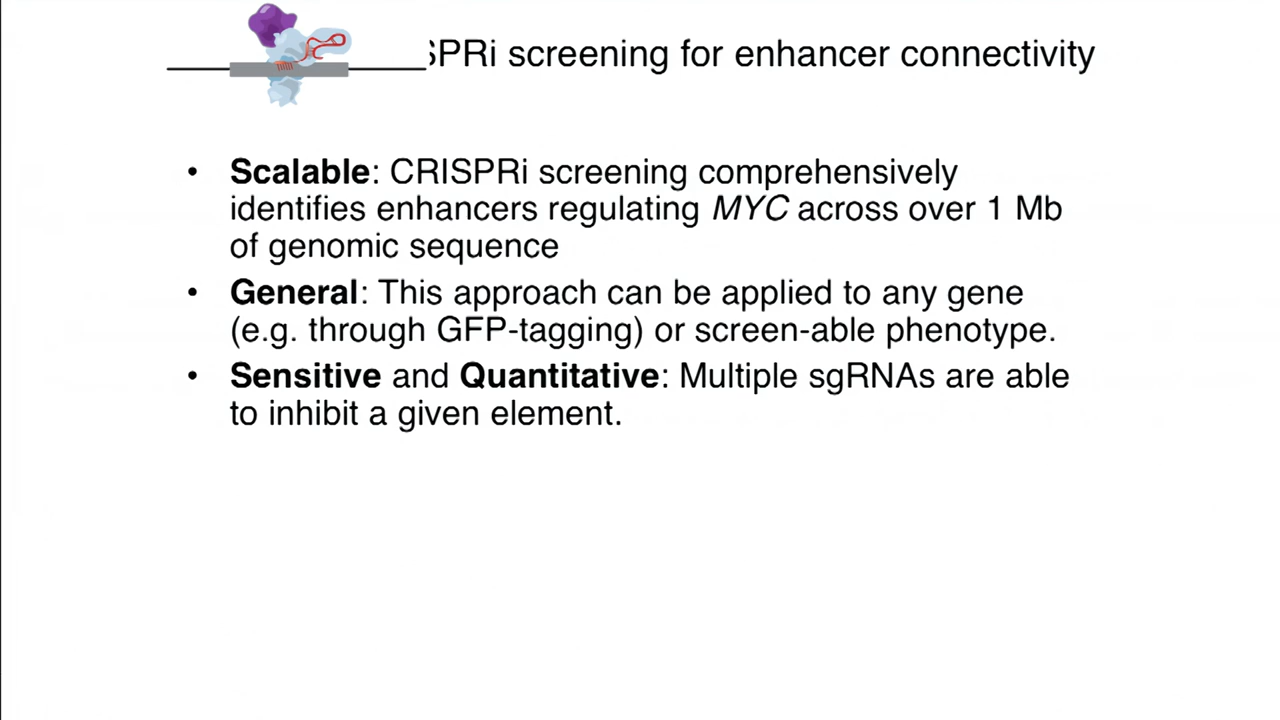 SPRi screening for enhancer connectivity
• Scalable: CRISPRi screening comprehensively
identifies enhancers regulating MYC across over 1 Mb
of genomic sequence
• General: This approach can be applied to any gene
(e.g. through GFP-tagging) or screen-able phenotype.
• Sensitive and Quantitative: Multiple sgRNAs are able
to inhibit a given element.